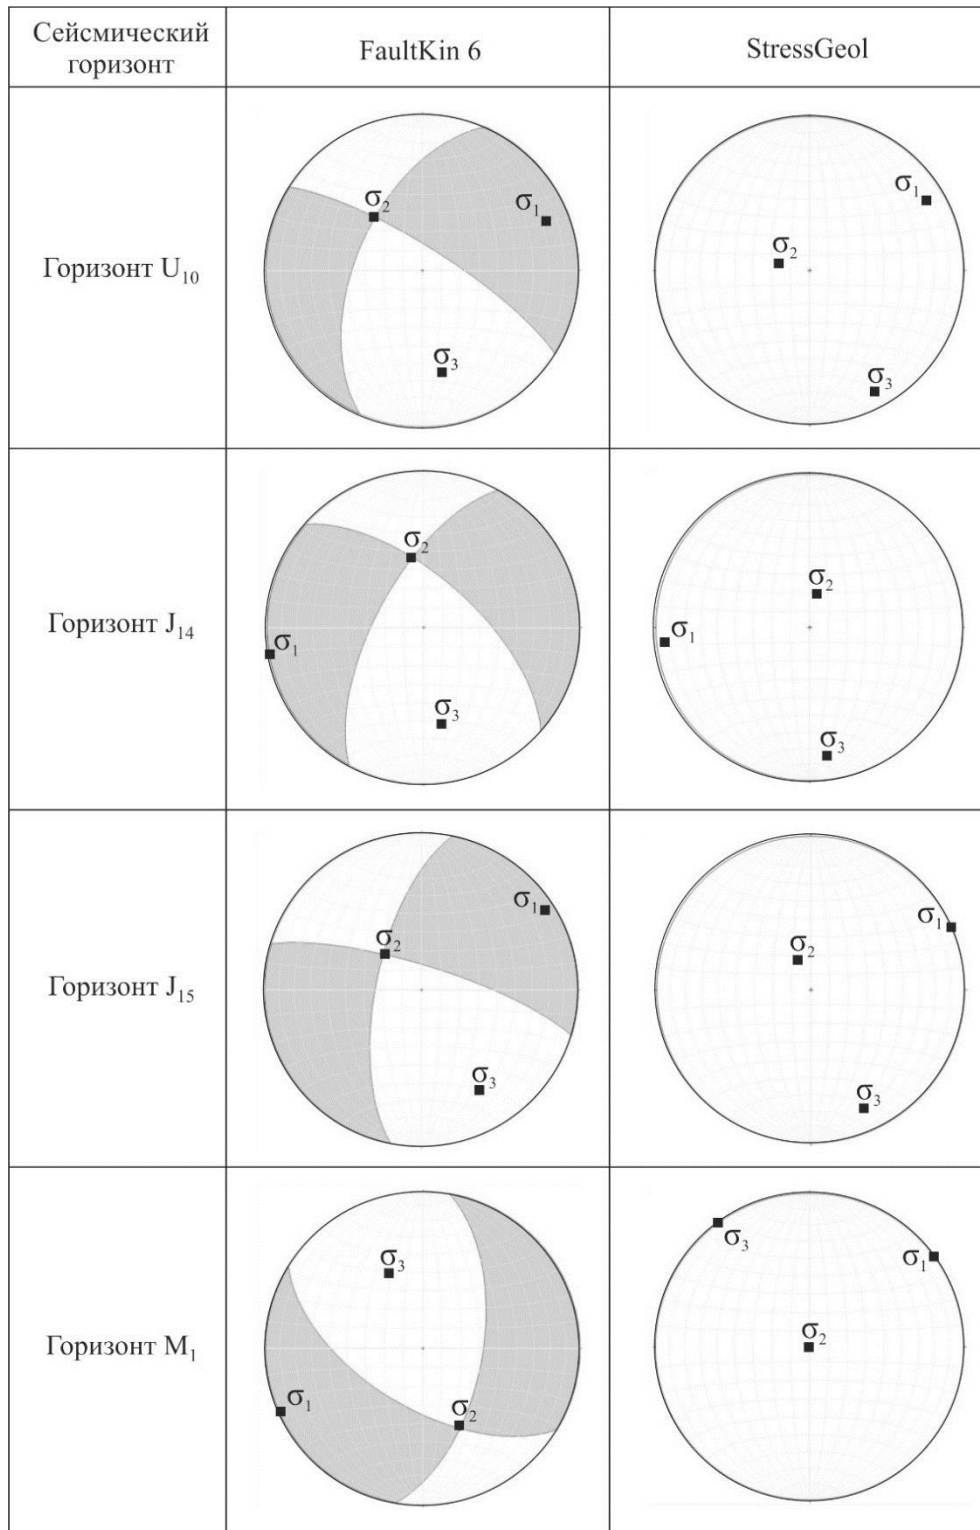 Сейсмический
горизонт
FaultKin 6
StressGeol
Горизонт U₁₀
σ₂
σ₁
σ₃
σ₁
σ₂
σ₃
Горизонт J₁₄
σ₂
σ₁
σ₃
σ₂
σ₁
σ₃
Горизонт J₁₅
σ₁
σ₂
σ₃
σ₁
σ₂
σ₃
Горизонт M₁
σ₃
σ₁
σ₂
σ₃
σ₁
σ₂